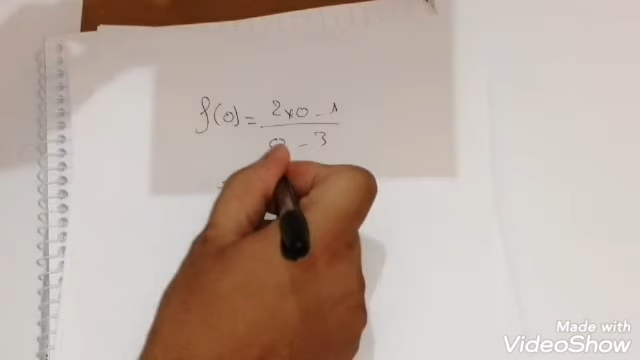 f(0) = (2×0 - 1)/(0 - 3)
Made with
VideoShow